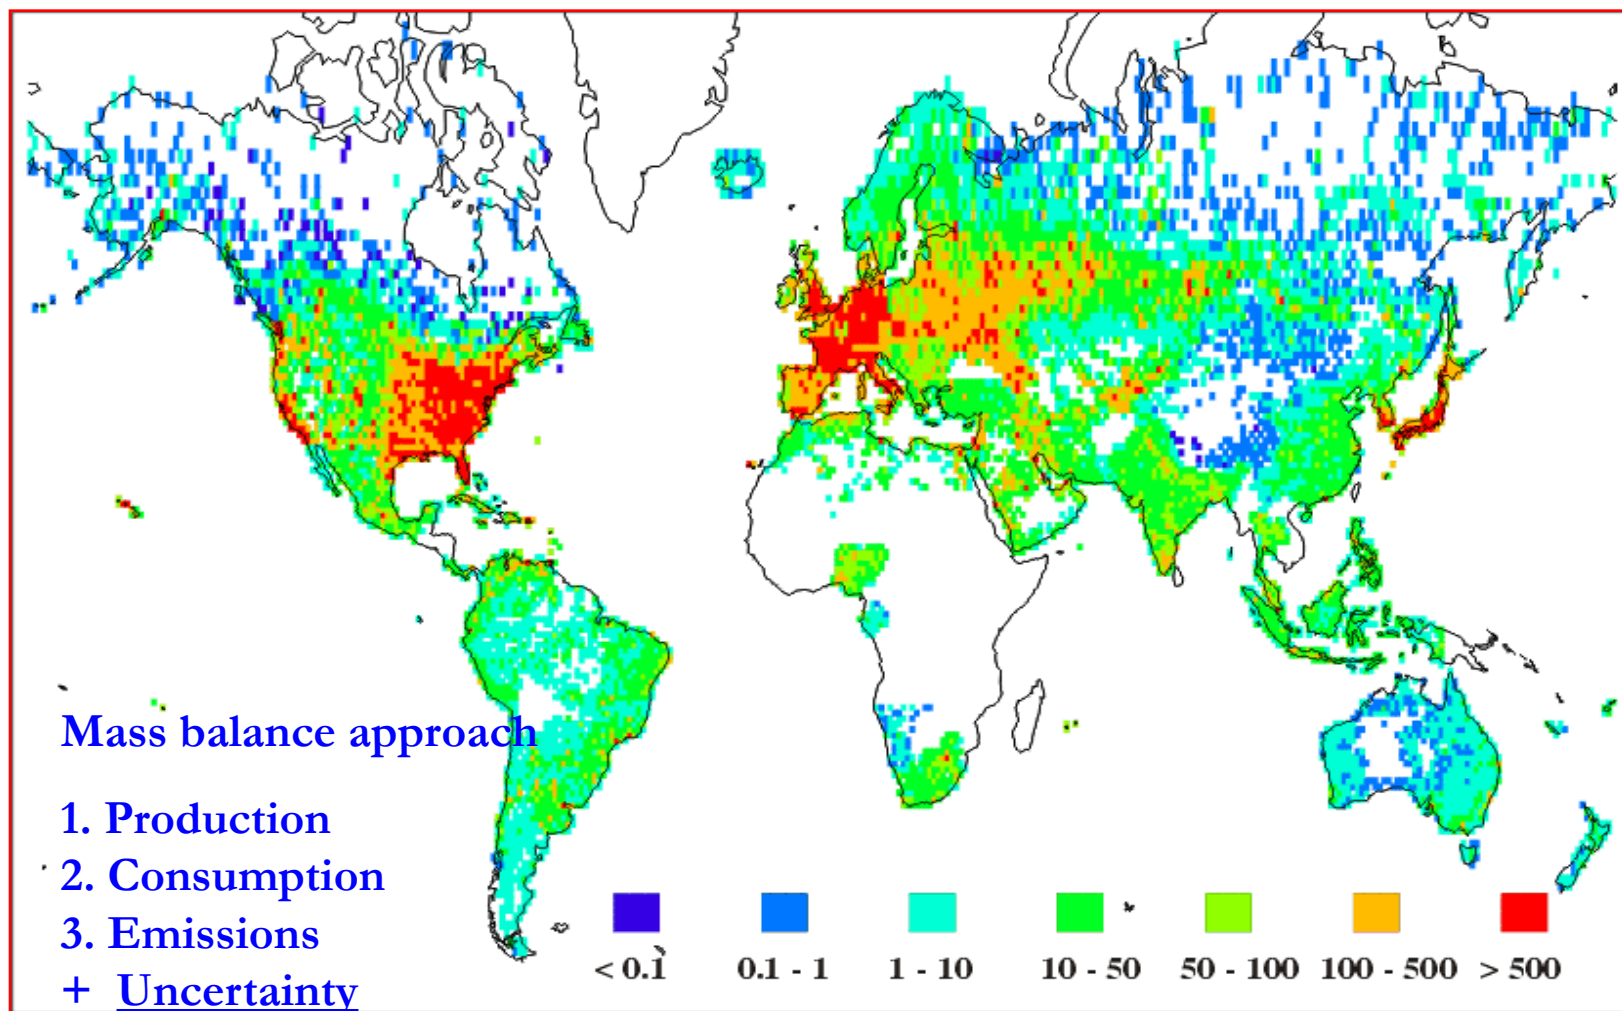 Mass balance approach
1. Production
2. Consumption
3. Emissions
+ Uncertainty
< 0.1 0.1 - 1 1 - 10 10 - 50 50 - 100 100 - 500 > 500